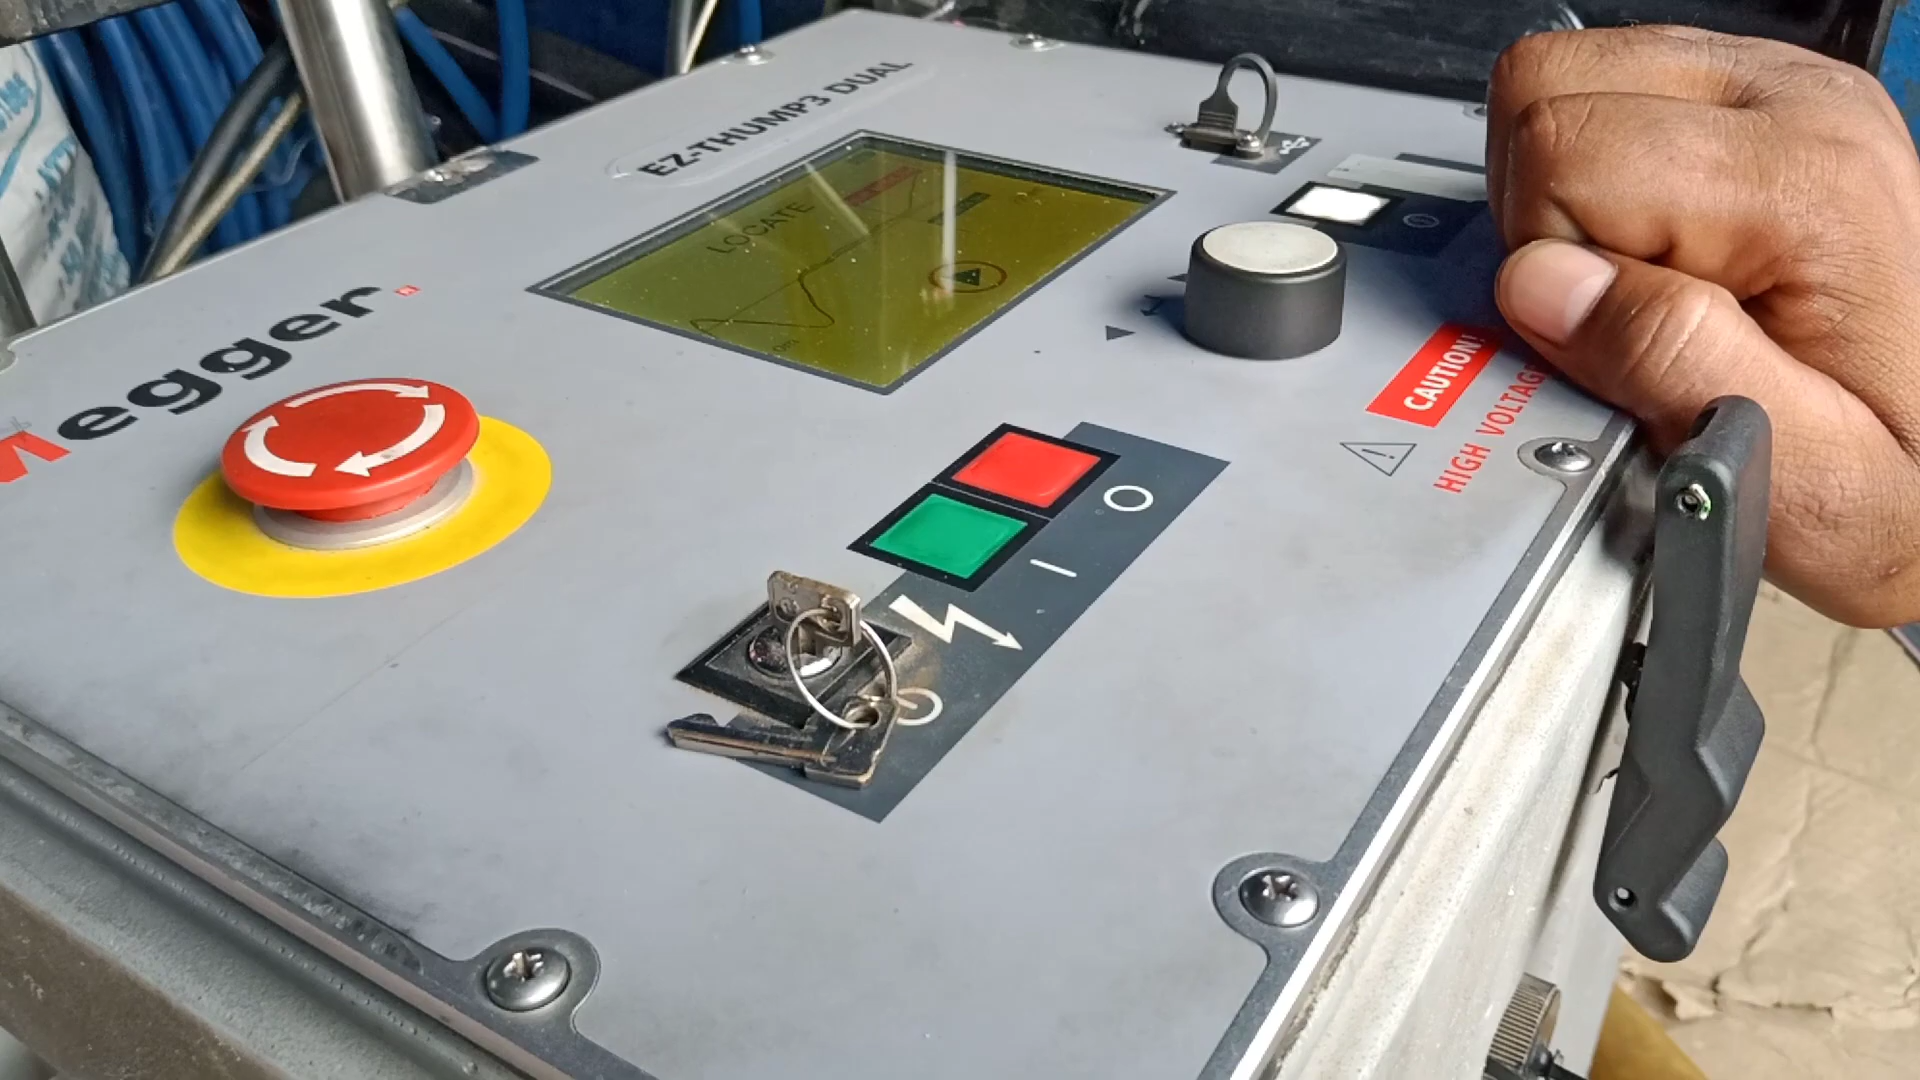 EZ-THUMP3 DUAL
LOCATE
Megger
CAUTION!
HIGH VOLTAGE